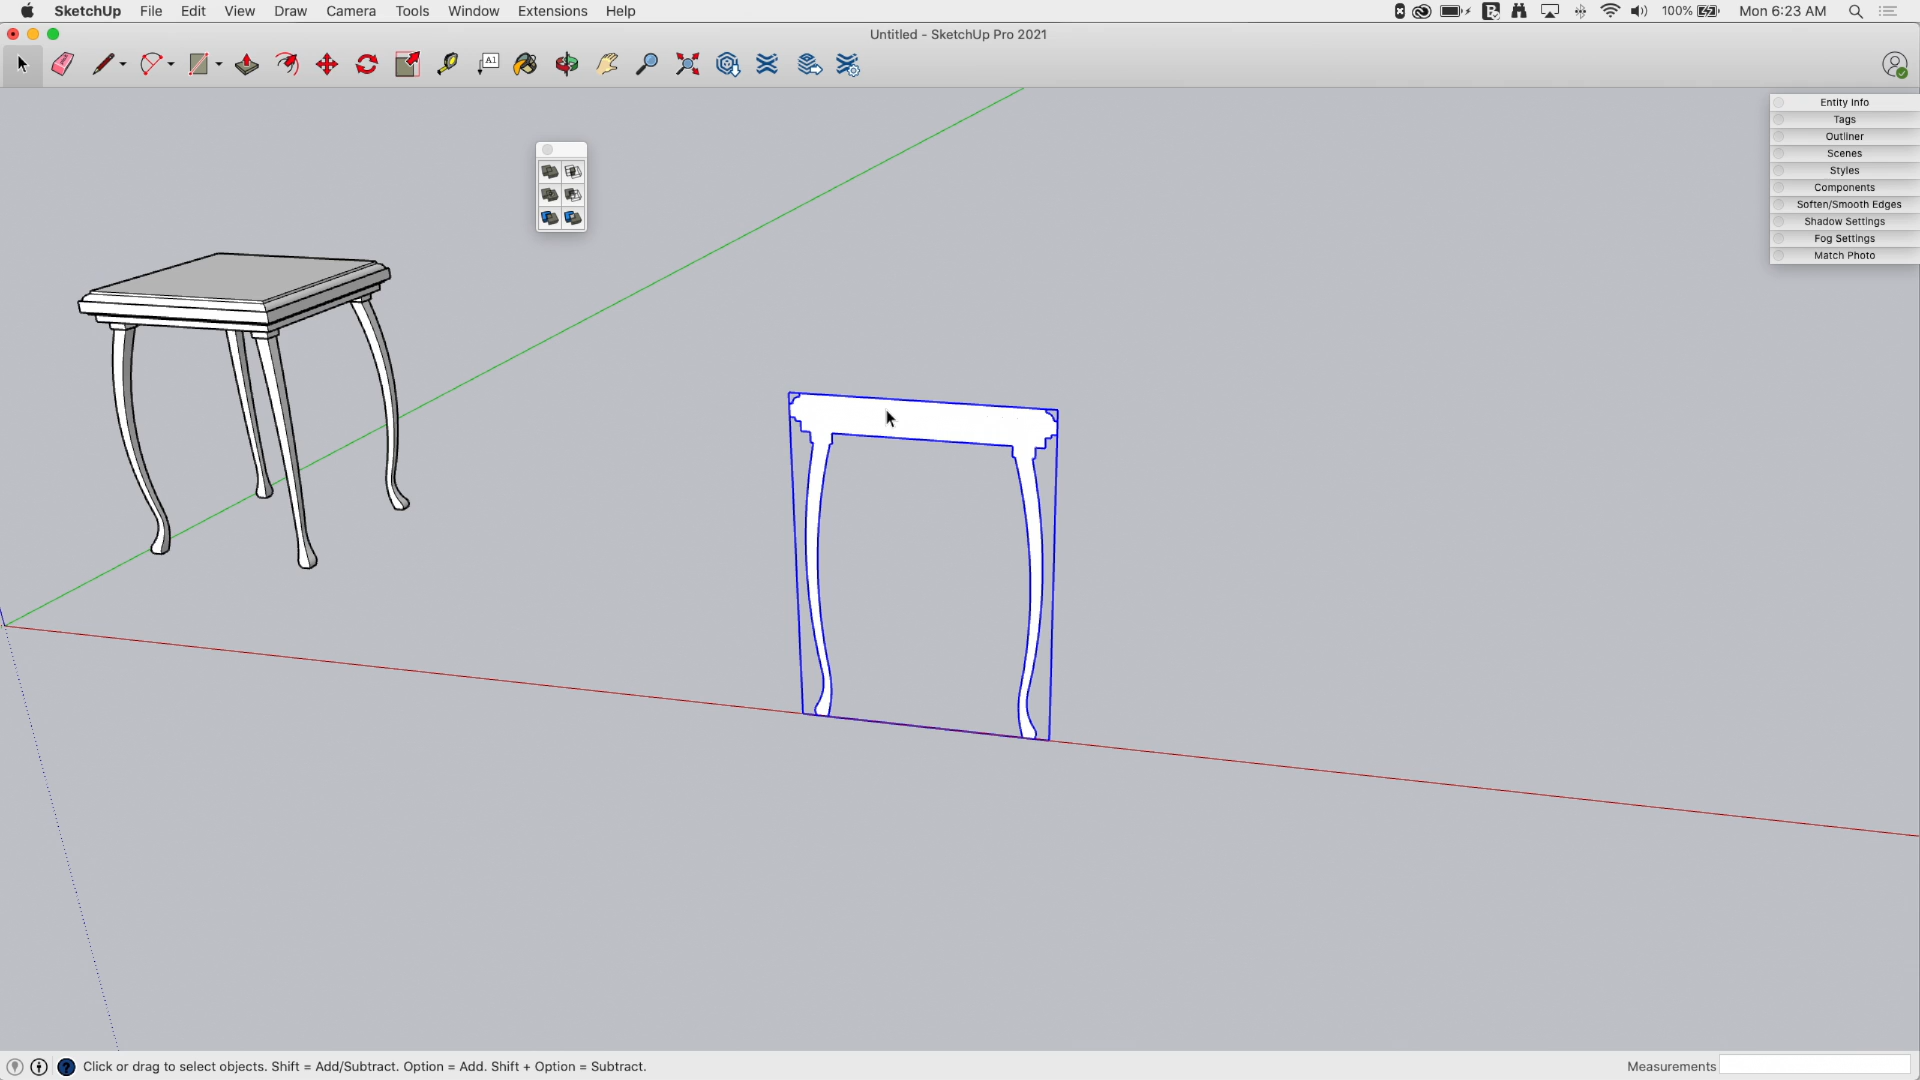 SketchUp File Edit View Draw Camera Tools Window Extensions Help 100% Mon 6:23 AM
Untitled - SketchUp Pro 2021
A1
Entity Info
Tags
Outliner
Scenes
Styles
Components
Soften/Smooth Edges
Shadow Settings
Fog Settings
Match Photo
Click or drag to select objects. Shift = Add/Subtract. Option = Add. Shift + Option = Subtract. Measurements